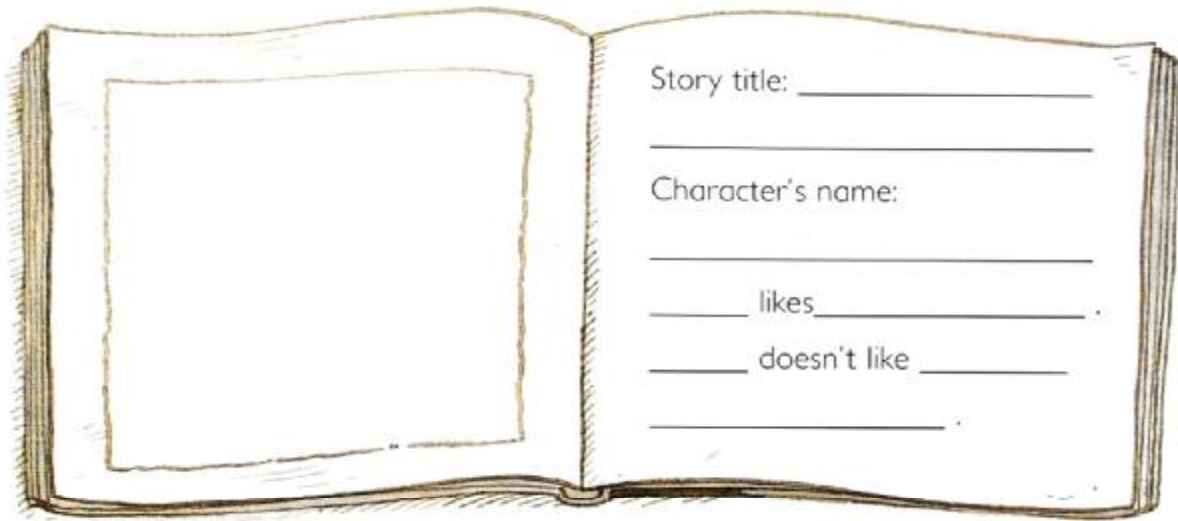 Story title:
Character's name:
likes .
doesn't like
.